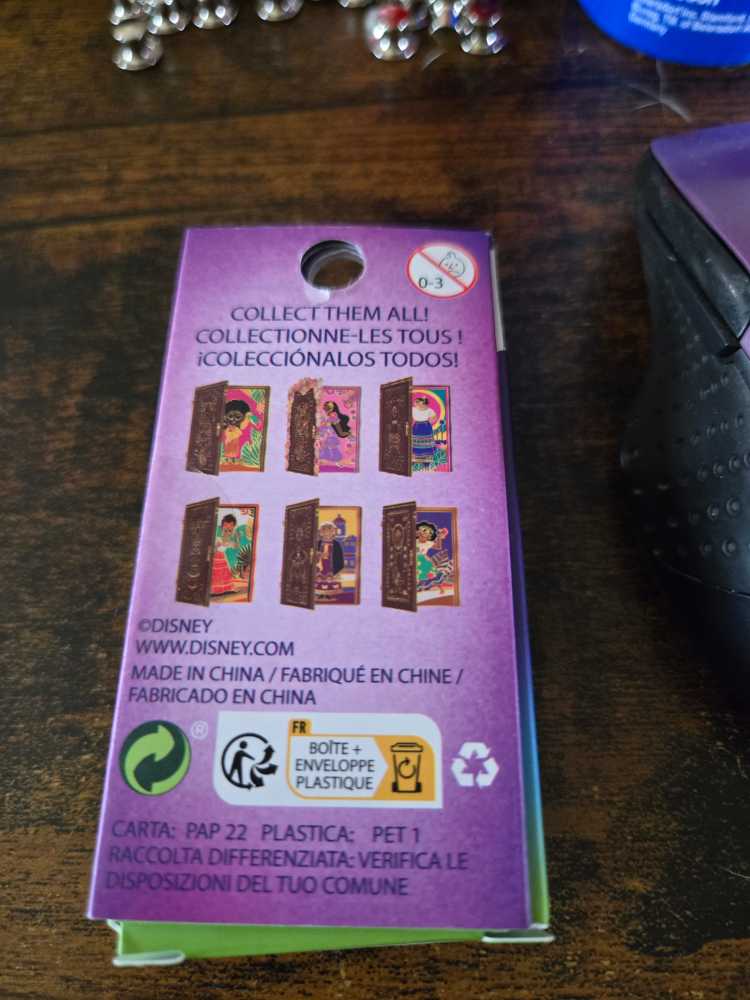 Territory
0-3
COLLECT THEM ALL!
COLLECTIONNE-LES TOUS !
¡COLECCIÓNALOS TODOS!
©DISNEY
WWW.DISNEY.COM
MADE IN CHINA / FABRIQUÉ EN CHINE /
FABRICADO EN CHINA
®
FR
BOÎTE +
ENVELOPPE
PLASTIQUE
CARTA: PAP 22 PLASTICA: PET 1
RACCOLTA DIFFERENZIATA: VERIFICA LE
DISPOSIZIONI DEL TUO COMUNE